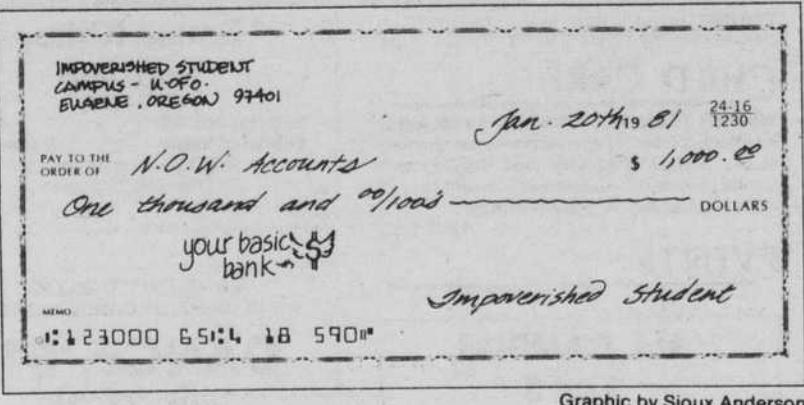 IMPOVERISHED STUDENT
CAMPUS - U.OFO.
EUGENE, OREGON 97401
Jan. 20th 19 81
24-16
1230
PAY TO THE
ORDER OF N.O.W. Accounts $ 1,000.00
One thousand and 00/100's DOLLARS
your basic
bank $
Impoverished Student
MEMO
⑆123000 65⑆4 18 590⑈
Graphic by Sioux Anderson